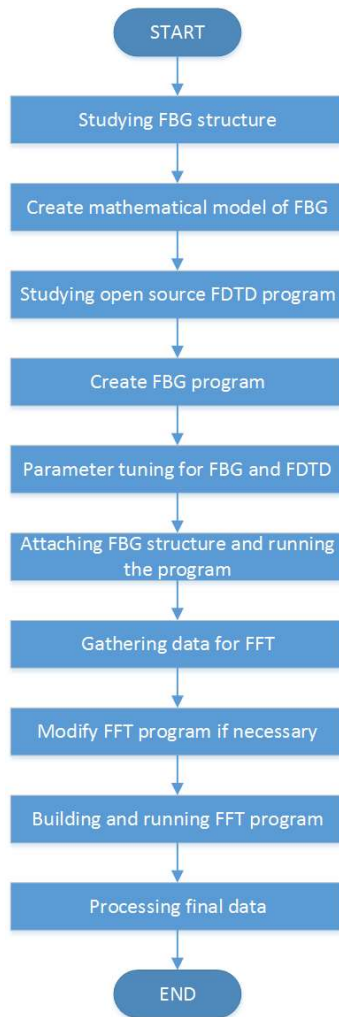 START
Studying FBG structure
Create mathematical model of FBG
Studying open source FDTD program
Create FBG program
Parameter tuning for FBG and FDTD
Attaching FBG structure and running
the program
Gathering data for FFT
Modify FFT program if necessary
Building and running FFT program
Processing final data
END